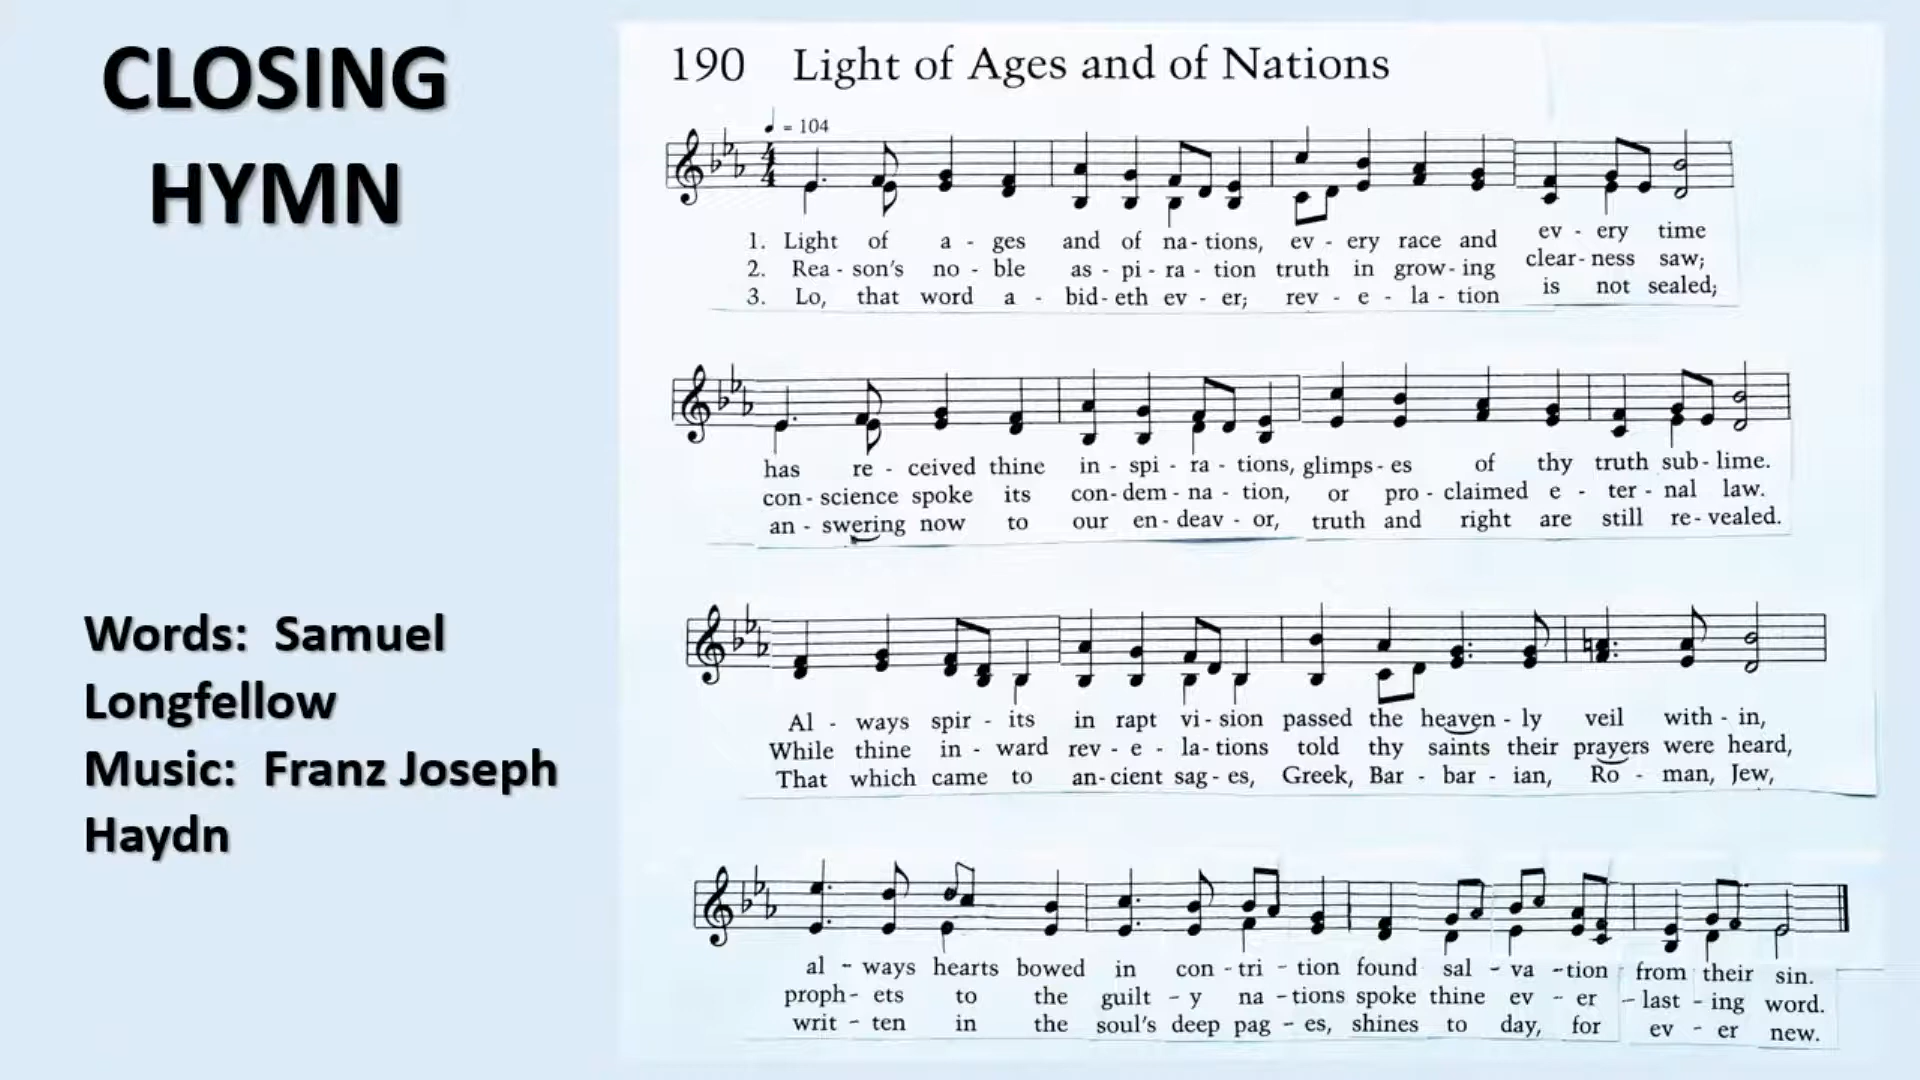 CLOSING
HYMN
Words: Samuel
Longfellow
Music: Franz Joseph
Haydn
190 Light of Ages and of Nations
= 104
1. Light of a - ges and of na - tions, ev - ery race and ev - ery time
2. Rea - son's no - ble as - pi - ra - tion truth in grow - ing clear - ness saw;
3. Lo, that word a - bid - eth ev - er; rev - e - la - tion is not sealed;
has re - ceived thine in - spi - ra - tions, glimps - es of thy truth sub - lime.
con - science spoke its con - dem - na - tion, or pro - claimed e - ter - nal law.
an - swering now to our en - deav - or, truth and right are still re - vealed.
Al - ways spir - its in rapt vi - sion passed the heaven - ly veil with - in,
While thine in - ward rev - e - la - tions told thy saints their prayers were heard,
That which came to an - cient sag - es, Greek, Bar - bar - ian, Ro - man, Jew,
al - ways hearts bowed in con - tri - tion found sal - va - tion from their sin.
proph - ets to the guilt - y na - tions spoke thine ev - er - last - ing word.
writ - ten in the soul's deep pag - es, shines to day, for ev - er new.